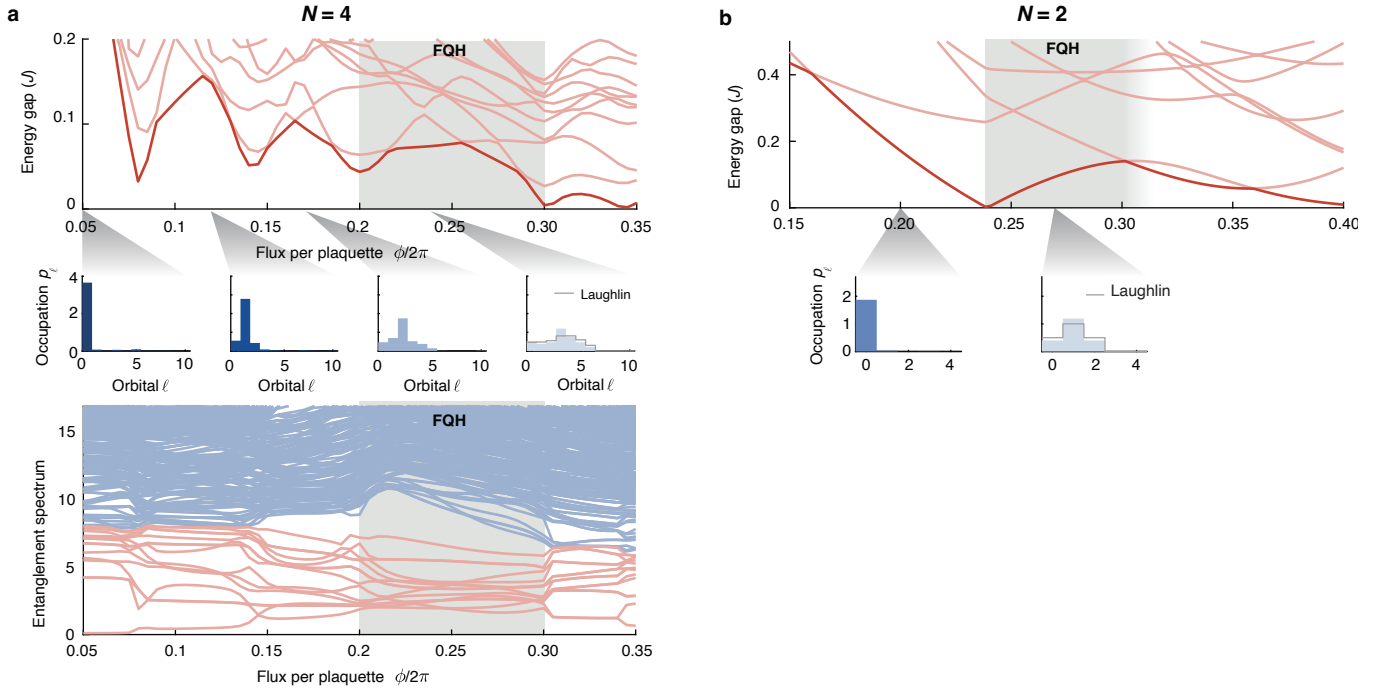 a
N = 4
0.2
0.1
0
Energy gap (J)
FQH
0.05 0.1 0.15 0.2 0.25 0.30 0.35
Flux per plaquette ϕ/2π
Occupation pℓ
4
2
0
Laughlin
0 5 10
0 5 10
0 5 10
0 5 10
Orbital ℓ
Orbital ℓ
Orbital ℓ
Orbital ℓ
FQH
15
10
5
0
Entanglement spectrum
0.05 0.1 0.15 0.20 0.25 0.30 0.35
Flux per plaquette ϕ/2π
b
N = 2
0.4
0.2
0
Energy gap (J)
FQH
0.15 0.20 0.25 0.30 0.35 0.40
Occupation pℓ
2
1
0
Laughlin
0 2 4
0 2 4